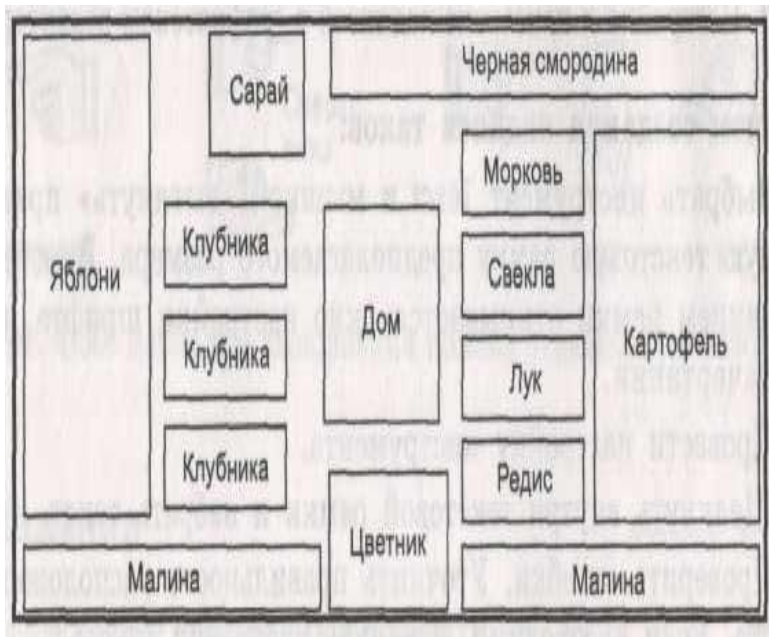 Сарай
Черная смородина
Морковь
Клубника
Свекла
Яблони
Дом
Картофель
Клубника
Лук
Клубника
Редис
Цветник
Малина
Малина